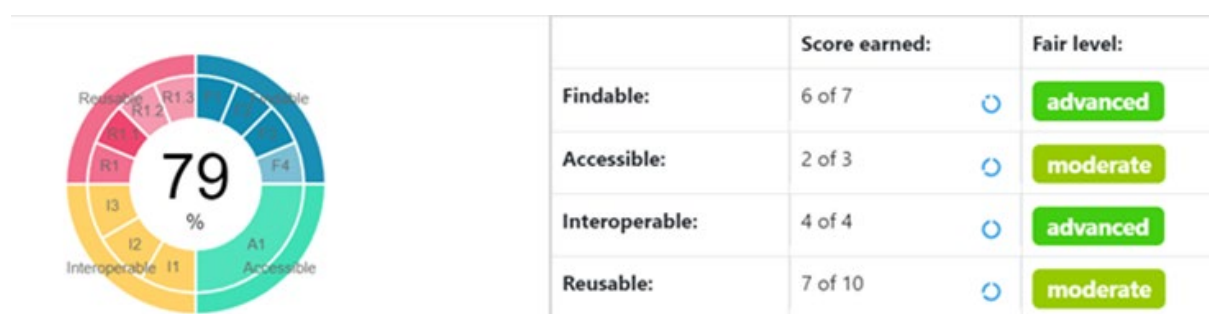 Reusable
R1.3
R1.2
R1.1
R1
F4
79
%
I3
I2
I1
A1
Interoperable
Accessible
Score earned:
Fair level:
Findable:
6 of 7
advanced
Accessible:
2 of 3
moderate
Interoperable:
4 of 4
advanced
Reusable:
7 of 10
moderate